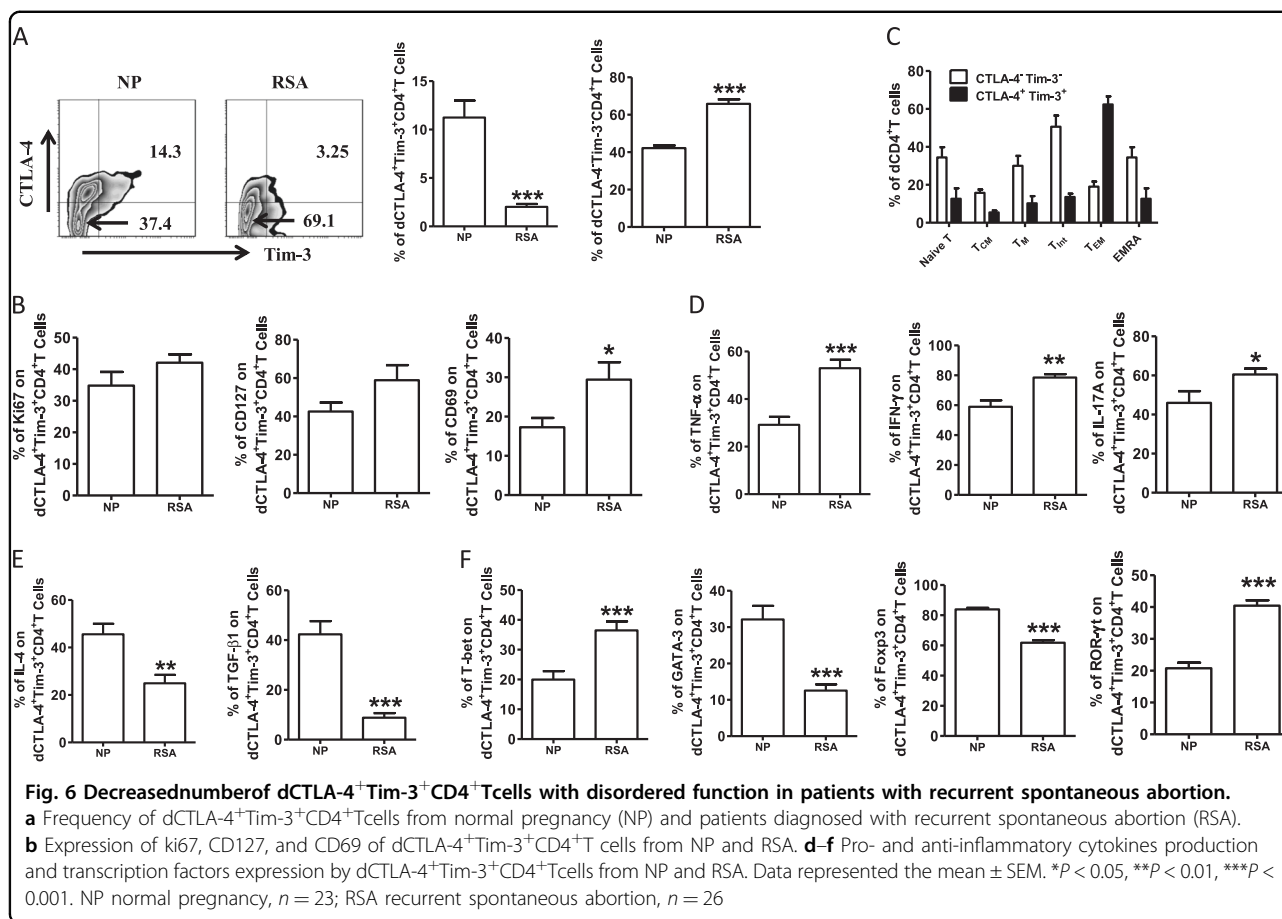 A
NP
RSA
CTLA-4
14.3
37.4
3.25
69.1
Tim-3
% of dCTLA-4⁺Tim-3⁺CD4⁺T Cells
15
10
5
0
***
NP
RSA
% of dCTLA-4⁻Tim-3⁻CD4⁺T Cells
80
60
40
20
0
***
NP
RSA
C
% of dCD4⁺T cells
80
60
40
20
0
CTLA-4⁻ Tim-3⁻
CTLA-4⁺ Tim-3⁺
Naive T
T_CM
T_M
T_Int
T_EM
EMRA
B
% of Ki67 on
dCTLA-4⁺Tim-3⁺CD4⁺T Cells
50
40
30
20
10
0
NP
RSA
% of CD127 on
dCTLA-4⁺Tim-3⁺CD4⁺T Cells
80
60
40
20
0
NP
RSA
% of CD69 on
dCTLA-4⁺Tim-3⁺CD4⁺T Cells
40
30
20
10
0
*
NP
RSA
D
% of TNF-α on
dCTLA-4⁺Tim-3⁺CD4⁺T Cells
60
40
20
0
***
NP
RSA
% of IFN-γ on
dCTLA-4⁺Tim-3⁺CD4⁺T Cells
100
80
60
40
20
0
**
NP
RSA
% of IL-17A on
dCTLA-4⁺Tim-3⁺CD4⁺T Cells
80
60
40
20
0
*
NP
RSA
E
% of IL-4 on
dCTLA-4⁺Tim-3⁺CD4⁺T Cells
60
40
20
0
**
NP
RSA
% of TGF-β1 on
dCTLA-4⁺Tim-3⁺CD4⁺T Cells
60
40
20
0
***
NP
RSA
F
% of T-bet on
dCTLA-4⁺Tim-3⁺CD4⁺T Cells
50
40
30
20
10
0
***
NP
RSA
% of GATA-3 on
dCTLA-4⁺Tim-3⁺CD4⁺T Cells
40
30
20
10
0
***
NP
RSA
% of Foxp3 on
dCTLA-4⁺Tim-3⁺CD4⁺T Cells
100
80
60
40
20
0
***
NP
RSA
% of ROR-γt on
dCTLA-4⁺Tim-3⁺CD4⁺T Cells
50
40
30
20
10
0
***
NP
RSA
Fig. 6 Decreasednumberof dCTLA-4⁺Tim-3⁺CD4⁺Tcells with disordered function in patients with recurrent spontaneous abortion.
a Frequency of dCTLA-4⁺Tim-3⁺CD4⁺Tcells from normal pregnancy (NP) and patients diagnosed with recurrent spontaneous abortion (RSA).
b Expression of ki67, CD127, and CD69 of dCTLA-4⁺Tim-3⁺CD4⁺T cells from NP and RSA. d–f Pro- and anti-inflammatory cytokines production
and transcription factors expression by dCTLA-4⁺Tim-3⁺CD4⁺Tcells from NP and RSA. Data represented the mean ± SEM. *P < 0.05, **P < 0.01, ***P <
0.001. NP normal pregnancy, n = 23; RSA recurrent spontaneous abortion, n = 26